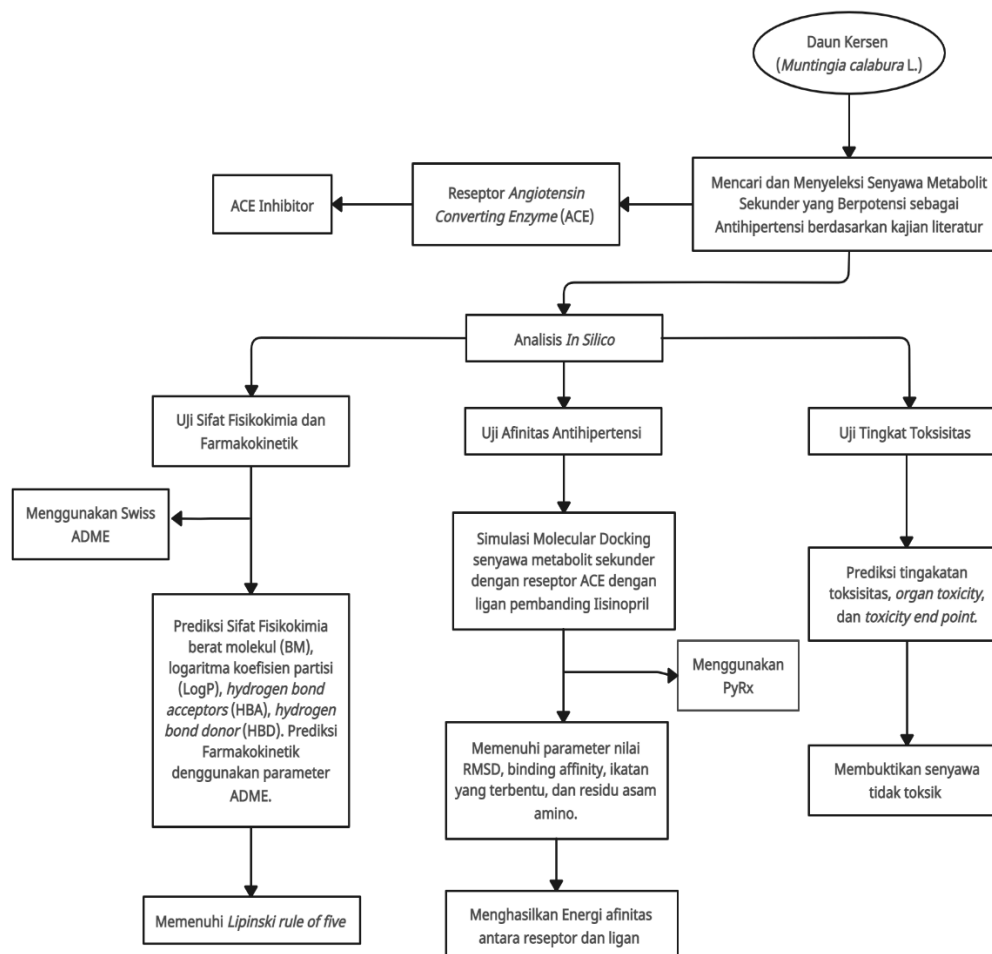 Daun Kersen
(Muntingia calabura L.)
Mencari dan Menyeleksi Senyawa Metabolit
Sekunder yang Berpotensi sebagai
Antihipertensi berdasarkan kajian literatur
Reseptor Angiotensin
Converting Enzyme (ACE)
ACE Inhibitor
Analisis In Silico
UJi Sifat Fisikokimia dan
Farmakokinetik
Uji Afinitas Antihipertensi
Uji Tingkat Toksisitas
Menggunakan Swiss
ADME
Simulasi Molecular Docking
senyawa metabolit sekunder
dengan reseptor ACE dengan
ligan pembanding Iisinopril
Prediksi tingakatan
toksisitas, organ toxicity,
dan toxicity end point.
Prediksi Sifat Fisikokimia
berat molekul (BM),
logaritma koefisien partisi
(LogP), hydrogen bond
acceptors (HBA), hydrogen
bond donor (HBD). Prediksi
Farmakokinetik
denggunakan parameter
ADME.
Menggunakan
PyRx
Memenuhi parameter nilai
RMSD, binding affinity, ikatan
yang terbentu, dan residu asam
amino.
Membuktikan senyawa
tidak toksik
Memenuhi Lipinski rule of five
Menghasilkan Energi afinitas
antara reseptor dan ligan